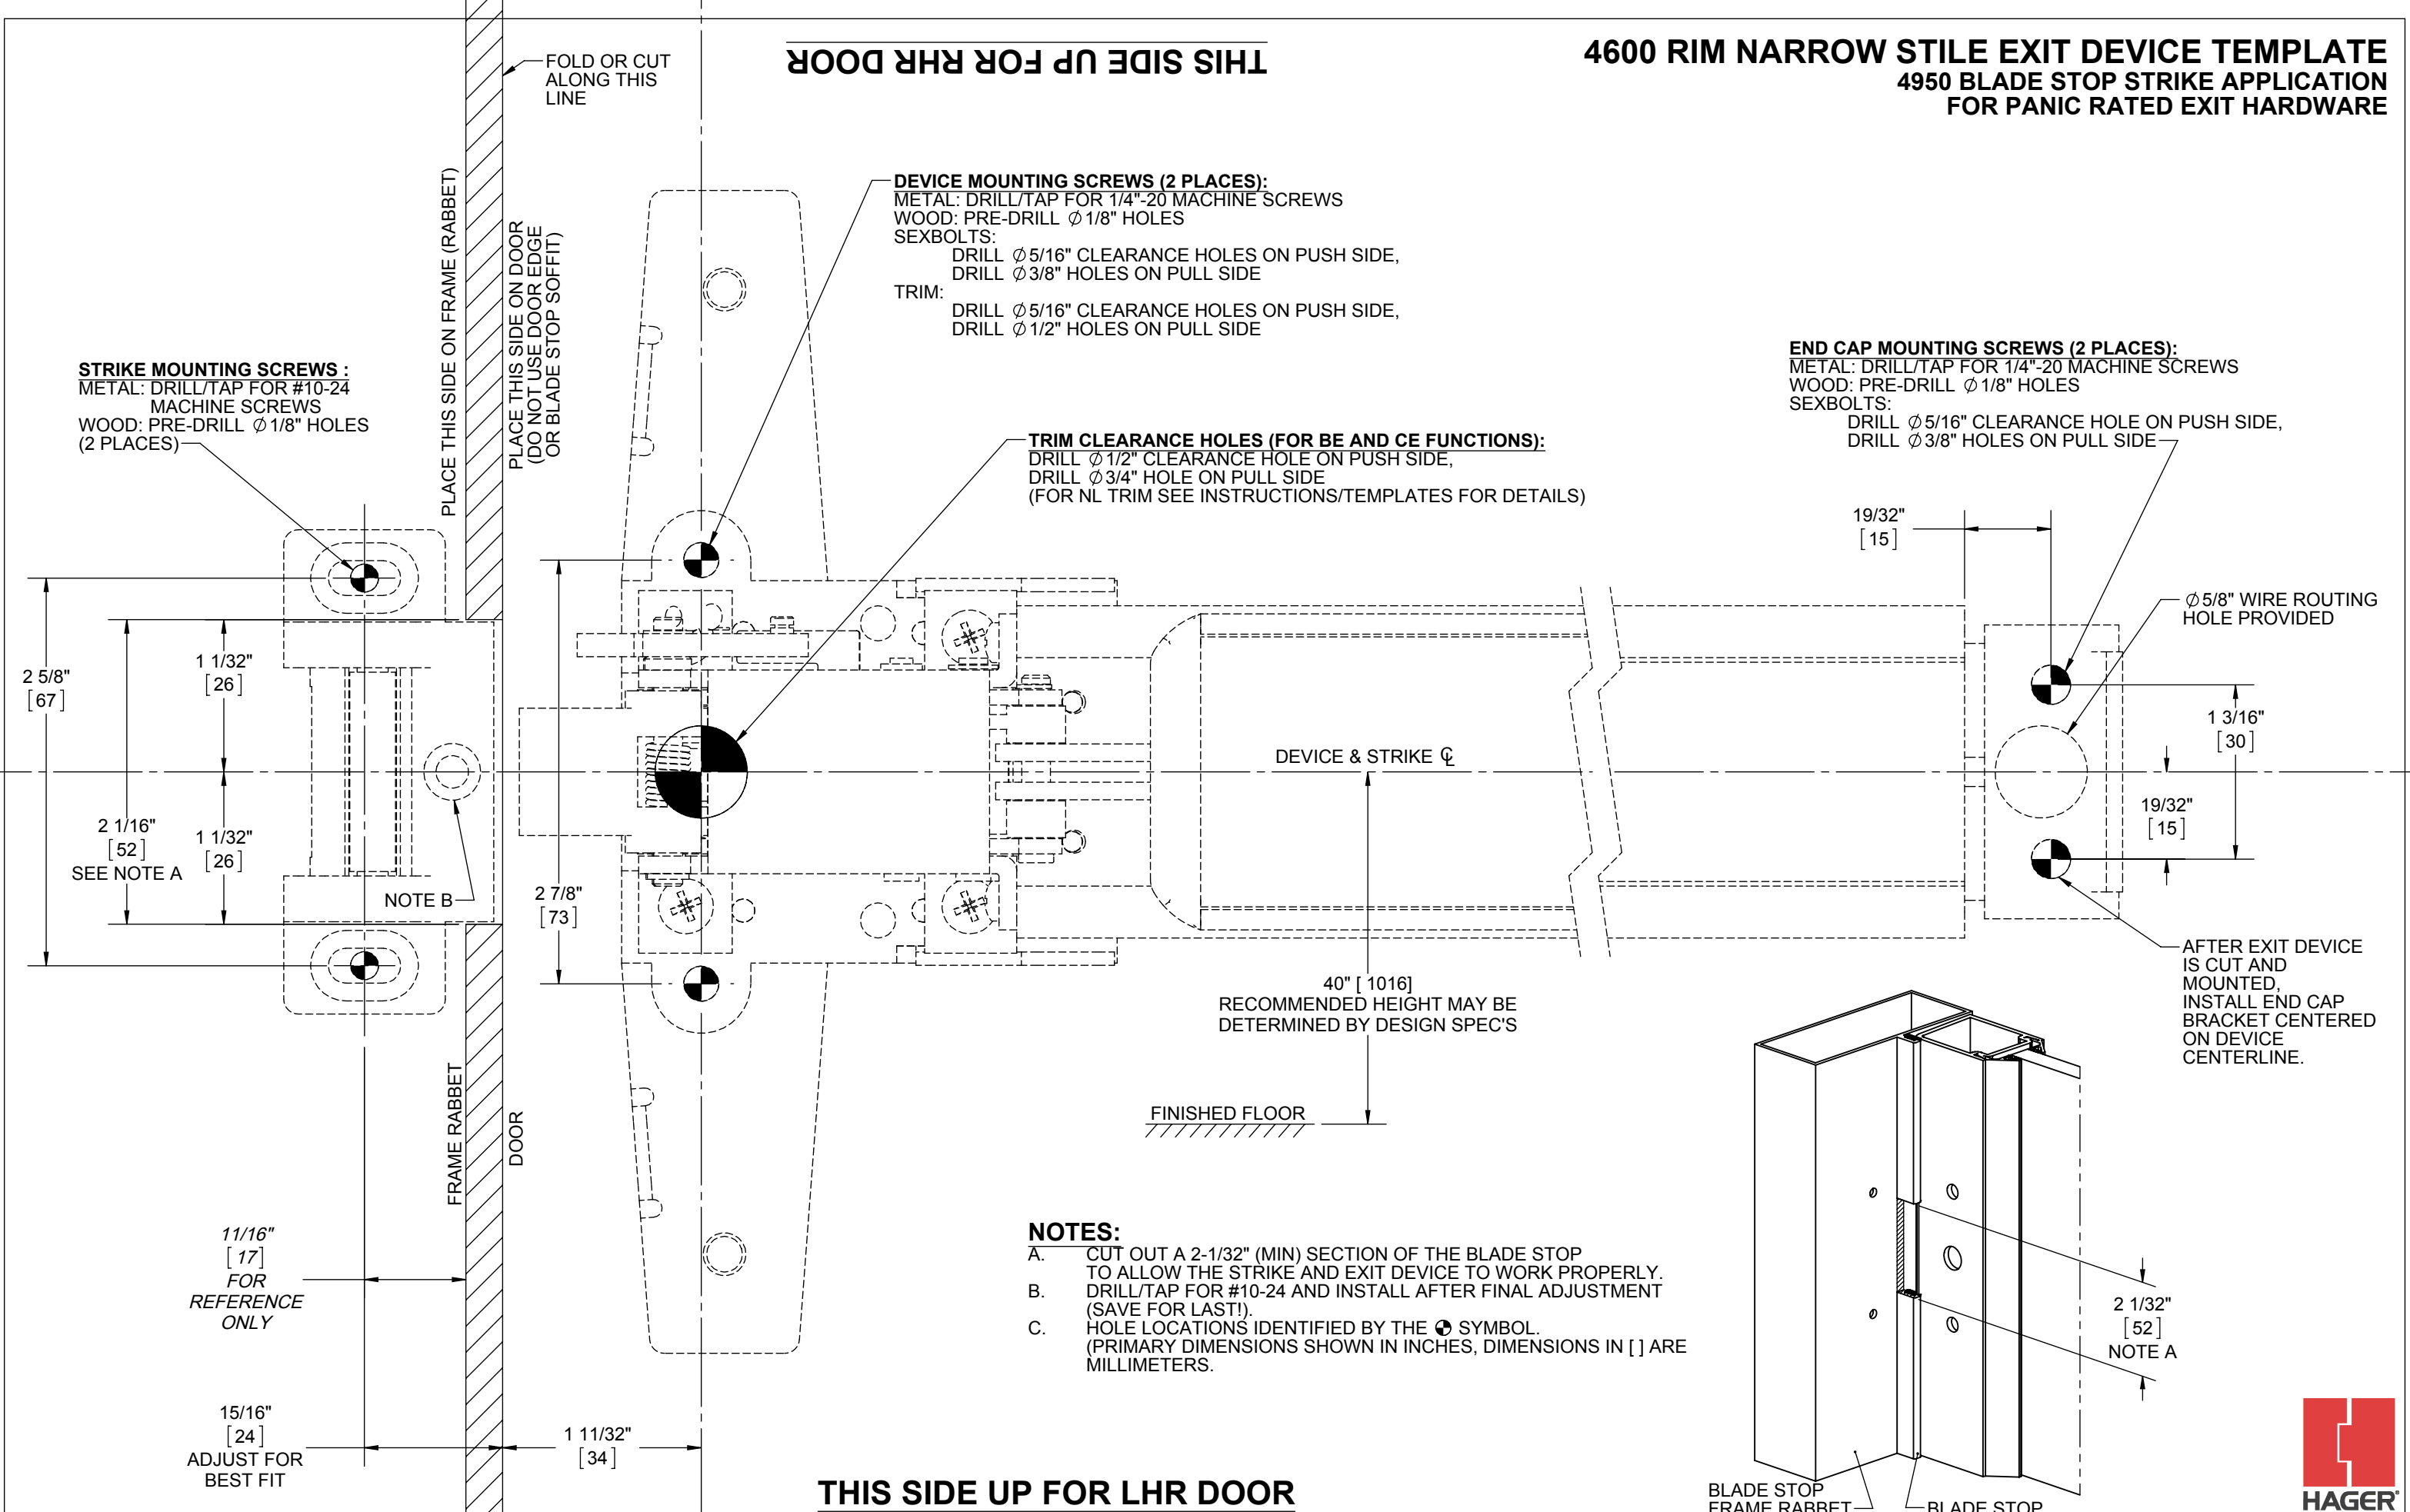 4600 RIM NARROW STILE EXIT DEVICE TEMPLATE
4950 BLADE STOP STRIKE APPLICATION
FOR PANIC RATED EXIT HARDWARE
THIS SIDE UP FOR RHR DOOR
FOLD OR CUT
ALONG THIS
LINE
PLACE THIS SIDE ON FRAME (RABBET)
PLACE THIS SIDE ON DOOR
(DO NOT USE DOOR EDGE
OR BLADE STOP SOFFIT)
DEVICE MOUNTING SCREWS (2 PLACES):
METAL: DRILL/TAP FOR 1/4"-20 MACHINE SCREWS
WOOD: PRE-DRILL ∅1/8" HOLES
SEXBOLTS:
DRILL ∅5/16" CLEARANCE HOLES ON PUSH SIDE,
DRILL ∅3/8" HOLES ON PULL SIDE
TRIM:
DRILL ∅5/16" CLEARANCE HOLES ON PUSH SIDE,
DRILL ∅1/2" HOLES ON PULL SIDE
STRIKE MOUNTING SCREWS :
METAL: DRILL/TAP FOR #10-24
MACHINE SCREWS
WOOD: PRE-DRILL ∅1/8" HOLES
(2 PLACES)
TRIM CLEARANCE HOLES (FOR BE AND CE FUNCTIONS):
DRILL ∅1/2" CLEARANCE HOLE ON PUSH SIDE,
DRILL ∅3/4" HOLE ON PULL SIDE
(FOR NL TRIM SEE INSTRUCTIONS/TEMPLATES FOR DETAILS)
END CAP MOUNTING SCREWS (2 PLACES):
METAL: DRILL/TAP FOR 1/4"-20 MACHINE SCREWS
WOOD: PRE-DRILL ∅1/8" HOLES
SEXBOLTS:
DRILL ∅5/16" CLEARANCE HOLE ON PUSH SIDE,
DRILL ∅3/8" HOLES ON PULL SIDE
19/32"
[15]
∅5/8" WIRE ROUTING
HOLE PROVIDED
2 5/8"
[67]
1 1/32"
[26]
2 1/16"
[52]
SEE NOTE A
1 1/32"
[26]
NOTE B
2 7/8"
[73]
DEVICE & STRIKE ℄
1 3/16"
[30]
19/32"
[15]
40" [ 1016]
RECOMMENDED HEIGHT MAY BE
DETERMINED BY DESIGN SPEC'S
FINISHED FLOOR
AFTER EXIT DEVICE
IS CUT AND
MOUNTED,
INSTALL END CAP
BRACKET CENTERED
ON DEVICE
CENTERLINE.
FRAME RABBET
DOOR
11/16"
[17]
FOR
REFERENCE
ONLY
15/16"
[24]
ADJUST FOR
BEST FIT
1 11/32"
[34]
NOTES:
A. CUT OUT A 2-1/32" (MIN) SECTION OF THE BLADE STOP
TO ALLOW THE STRIKE AND EXIT DEVICE TO WORK PROPERLY.
B. DRILL/TAP FOR #10-24 AND INSTALL AFTER FINAL ADJUSTMENT
(SAVE FOR LAST!).
C. HOLE LOCATIONS IDENTIFIED BY THE SYMBOL.
(PRIMARY DIMENSIONS SHOWN IN INCHES, DIMENSIONS IN [ ] ARE
MILLIMETERS.
2 1/32"
[52]
NOTE A
BLADE STOP
FRAME RABBET
BLADE STOP
THIS SIDE UP FOR LHR DOOR
HAGER®